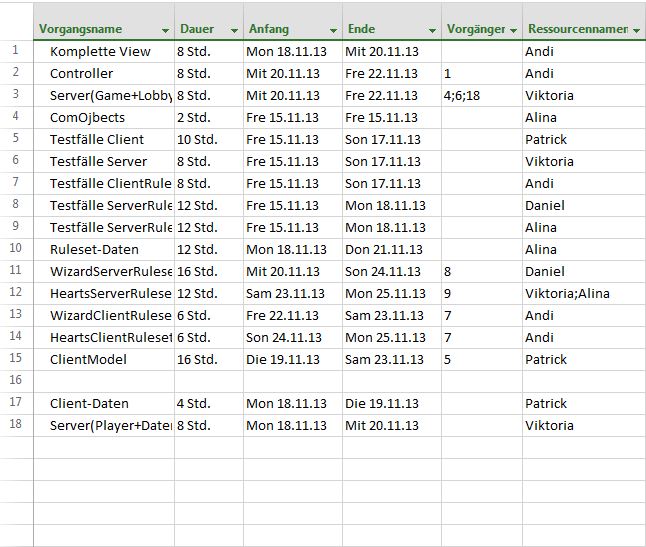 Vorgangsname Dauer Anfang Ende Vorgänger Ressourcennamen
1 Komplette View 8 Std. Mon 18.11.13 Mit 20.11.13 Andi
2 Controller 8 Std. Mit 20.11.13 Fre 22.11.13 1 Andi
3 Server(Game+Lobby 8 Std. Mit 20.11.13 Fre 22.11.13 4;6;18 Viktoria
4 ComOjbects 2 Std. Fre 15.11.13 Fre 15.11.13 Alina
5 Testfälle Client 10 Std. Fre 15.11.13 Son 17.11.13 Patrick
6 Testfälle Server 8 Std. Fre 15.11.13 Son 17.11.13 Viktoria
7 Testfälle ClientRule 8 Std. Fre 15.11.13 Son 17.11.13 Andi
8 Testfälle ServerRule 12 Std. Fre 15.11.13 Mon 18.11.13 Daniel
9 Testfälle ServerRule 12 Std. Fre 15.11.13 Mon 18.11.13 Alina
10 Ruleset-Daten 12 Std. Mon 18.11.13 Don 21.11.13 Alina
11 WizardServerRulese 16 Std. Mit 20.11.13 Son 24.11.13 8 Daniel
12 HeartsServerRulese 12 Std. Sam 23.11.13 Mon 25.11.13 9 Viktoria;Alina
13 WizardClientRulese 6 Std. Fre 22.11.13 Sam 23.11.13 7 Andi
14 HeartsClientRuleset 6 Std. Son 24.11.13 Mon 25.11.13 7 Andi
15 ClientModel 16 Std. Die 19.11.13 Sam 23.11.13 5 Patrick
16
17 Client-Daten 4 Std. Mon 18.11.13 Die 19.11.13 Patrick
18 Server(Player+Date 8 Std. Mon 18.11.13 Mit 20.11.13 Viktoria